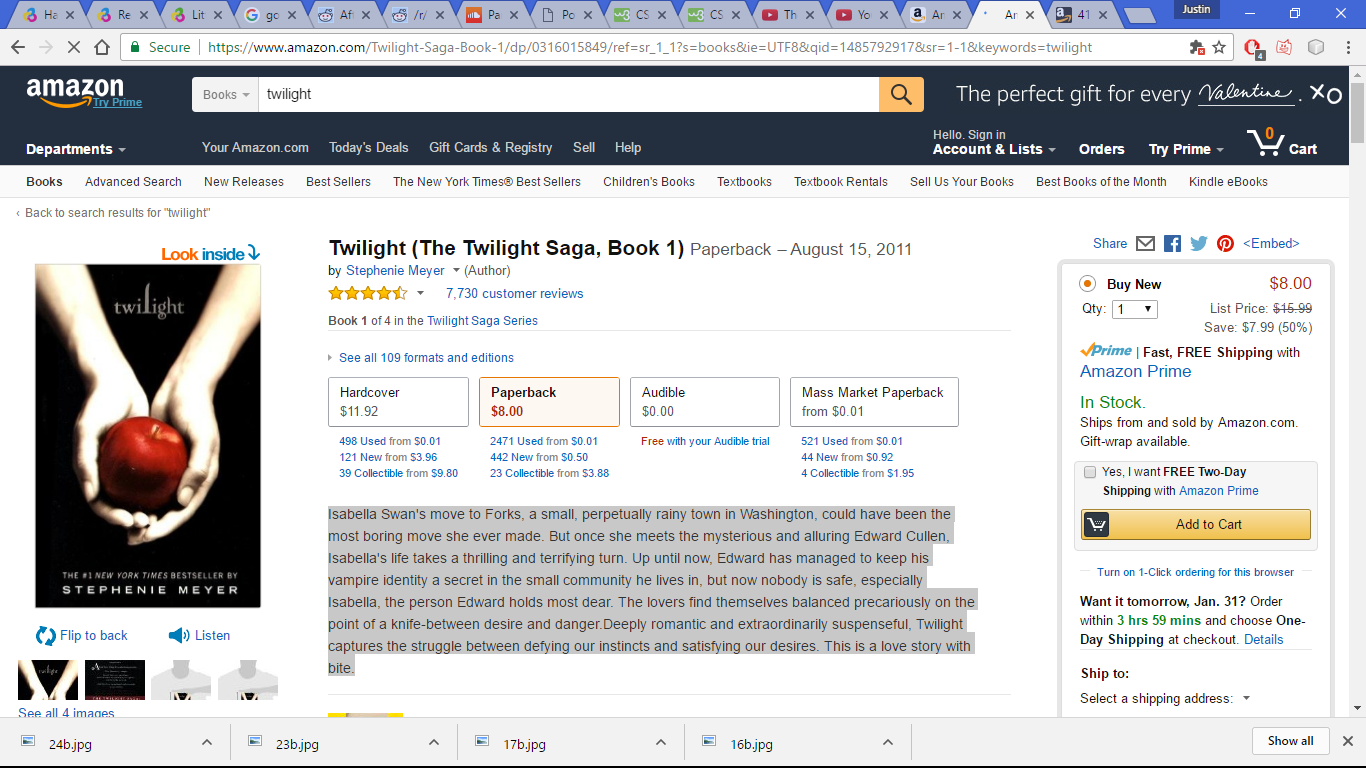 Ha
Re
Lit
go
Aff
/r/
Pa
Po
CS
CS
Th
Yo
An
An
41
Justin
Secure
https://www.amazon.com/Twilight-Saga-Book-1/dp/0316015849/ref=sr_1_1?s=books&ie=UTF8&qid=1485792917&sr=1-1&keywords=twilight
4
amazon
Try Prime
Books
twilight
The perfect gift for every Valentine. XO
Departments
Your Amazon.com Today's Deals Gift Cards & Registry Sell Help
Hello. Sign in
Account & Lists Orders Try Prime 0 Cart
Books Advanced Search New Releases Best Sellers The New York Times® Best Sellers Children's Books Textbooks Textbook Rentals Sell Us Your Books Best Books of the Month Kindle eBooks
‹ Back to search results for "twilight"
Look inside
twilight
THE #1 NEW YORK TIMES BESTSELLER BY
STEPHENIE MEYER
Flip to back Listen
See all 4 images
Twilight (The Twilight Saga, Book 1) Paperback – August 15, 2011
by Stephenie Meyer (Author)
7,730 customer reviews
Book 1 of 4 in the Twilight Saga Series
See all 109 formats and editions
Hardcover
$11.92
498 Used from $0.01
121 New from $3.96
39 Collectible from $9.80
Paperback
$8.00
2471 Used from $0.01
442 New from $0.50
23 Collectible from $3.88
Audible
$0.00
Free with your Audible trial
Mass Market Paperback
from $0.01
521 Used from $0.01
44 New from $0.92
4 Collectible from $1.95
Isabella Swan's move to Forks, a small, perpetually rainy town in Washington, could have been the
most boring move she ever made. But once she meets the mysterious and alluring Edward Cullen,
Isabella's life takes a thrilling and terrifying turn. Up until now, Edward has managed to keep his
vampire identity a secret in the small community he lives in, but now nobody is safe, especially
Isabella, the person Edward holds most dear. The lovers find themselves balanced precariously on the
point of a knife-between desire and danger.Deeply romantic and extraordinarily suspenseful, Twilight
captures the struggle between defying our instincts and satisfying our desires. This is a love story with
bite.
Share <Embed>
Buy New $8.00
Qty: 1 List Price: $15.99
Save: $7.99 (50%)
Prime | Fast, FREE Shipping with
Amazon Prime
In Stock.
Ships from and sold by Amazon.com.
Gift-wrap available.
Yes, I want FREE Two-Day
Shipping with Amazon Prime
Add to Cart
Turn on 1-Click ordering for this browser
Want it tomorrow, Jan. 31? Order
within 3 hrs 59 mins and choose One-
Day Shipping at checkout. Details
Ship to:
Select a shipping address:
24b.jpg
23b.jpg
17b.jpg
16b.jpg
Show all